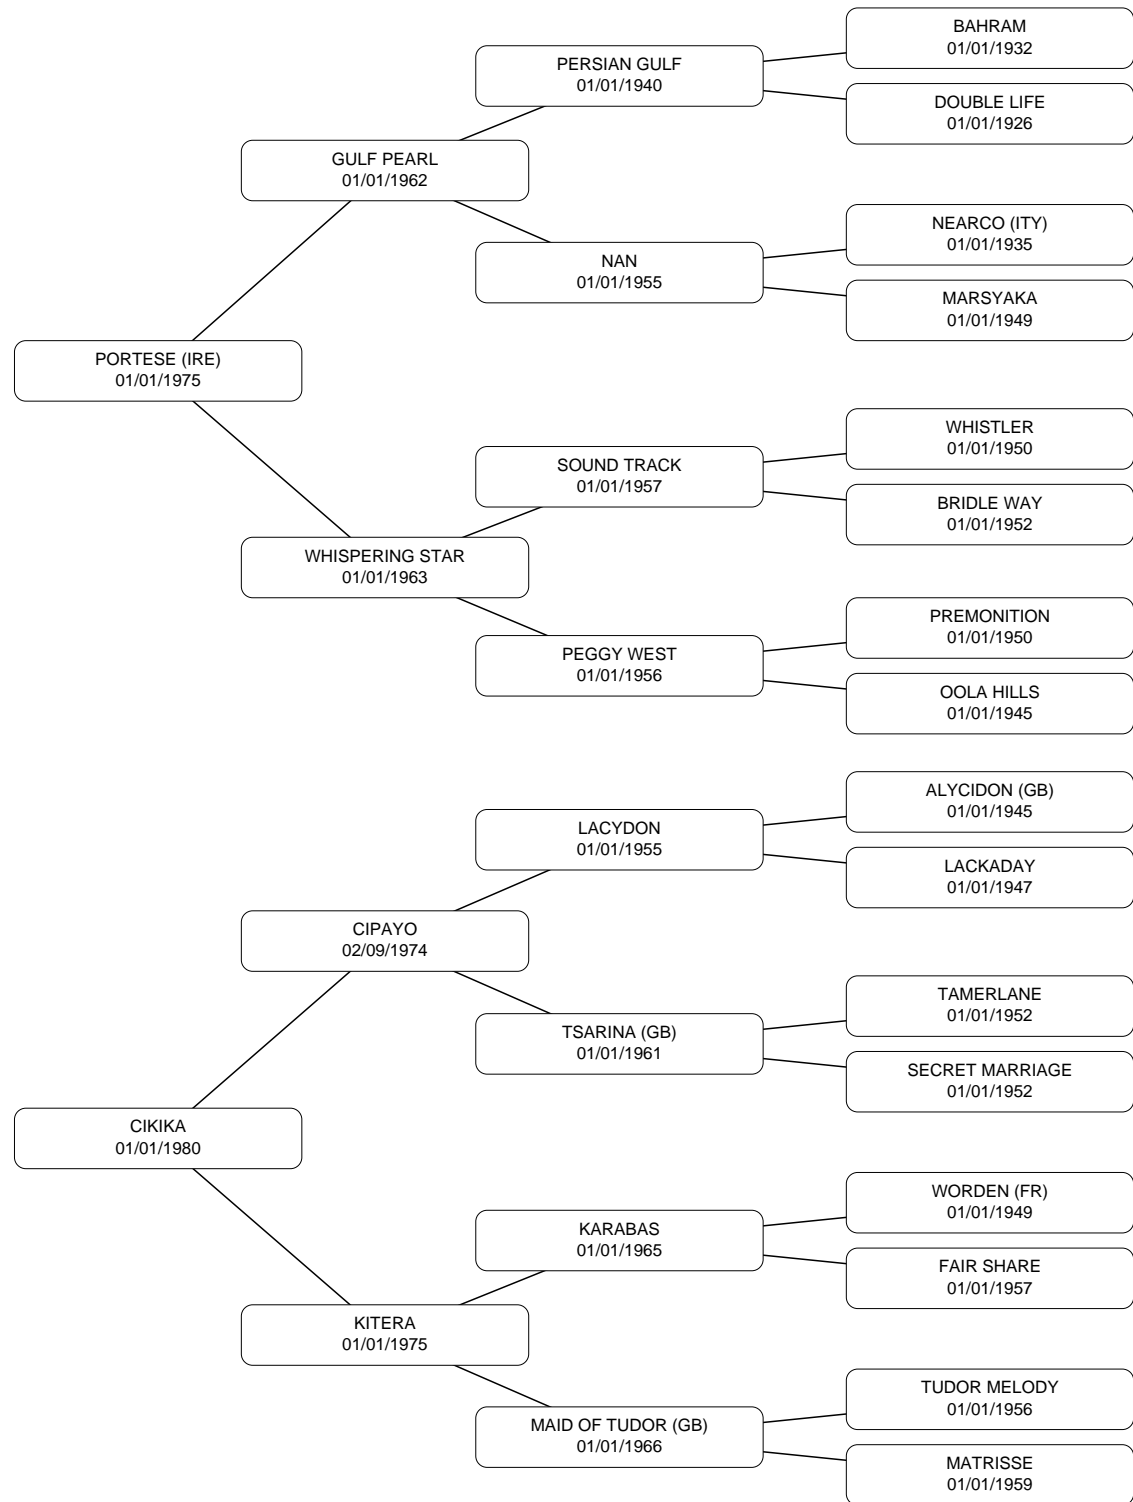 BAHRAM
01/01/1932
PERSIAN GULF
01/01/1940
DOUBLE LIFE
01/01/1926
GULF PEARL
01/01/1962
NEARCO (ITY)
01/01/1935
NAN
01/01/1955
MARSYAKA
01/01/1949
PORTESE (IRE)
01/01/1975
WHISTLER
01/01/1950
SOUND TRACK
01/01/1957
BRIDLE WAY
01/01/1952
WHISPERING STAR
01/01/1963
PREMONITION
01/01/1950
PEGGY WEST
01/01/1956
OOLA HILLS
01/01/1945
ALYCIDON (GB)
01/01/1945
LACYDON
01/01/1955
LACKADAY
01/01/1947
CIPAYO
02/09/1974
TAMERLANE
01/01/1952
TSARINA (GB)
01/01/1961
SECRET MARRIAGE
01/01/1952
CIKIKA
01/01/1980
WORDEN (FR)
01/01/1949
KARABAS
01/01/1965
FAIR SHARE
01/01/1957
KITERA
01/01/1975
TUDOR MELODY
01/01/1956
MAID OF TUDOR (GB)
01/01/1966
MATRISSE
01/01/1959